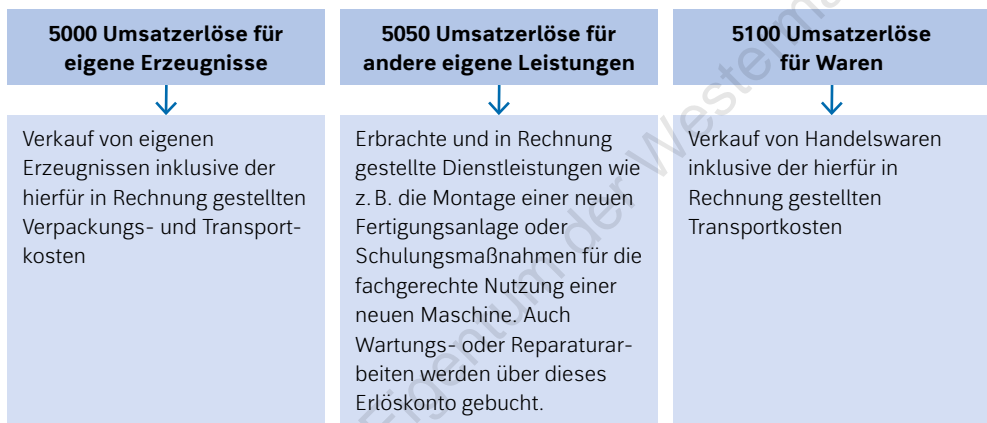 5000 Umsatzerlöse für
eigene Erzeugnisse
Verkauf von eigenen
Erzeugnissen inklusive der
hierfür in Rechnung gestellten
Verpackungs- und Transport-
kosten
5050 Umsatzerlöse für
andere eigene Leistungen
Erbrachte und in Rechnung
gestellte Dienstleistungen wie
z. B. die Montage einer neuen
Fertigungsanlage oder
Schulungsmaßnahmen für die
fachgerechte Nutzung einer
neuen Maschine. Auch
Wartungs- oder Reparaturar-
beiten werden über dieses
Erlöskonto gebucht.
5100 Umsatzerlöse
für Waren
Verkauf von Handelswaren
inklusive der hierfür in
Rechnung gestellten
Transportkosten
Eigentum der